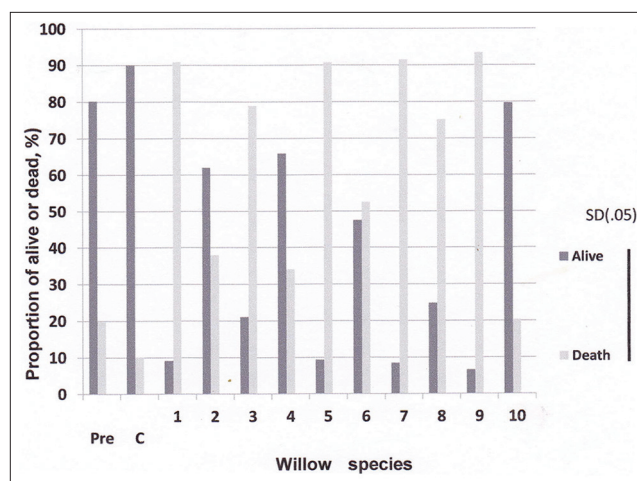 Proportion of alive or dead, %)
100
90
80
70
60
50
40
30
20
10
0
Pre C 1 2 3 4 5 6 7 8 9 10
Willow species
SD(.05)
Alive
Death